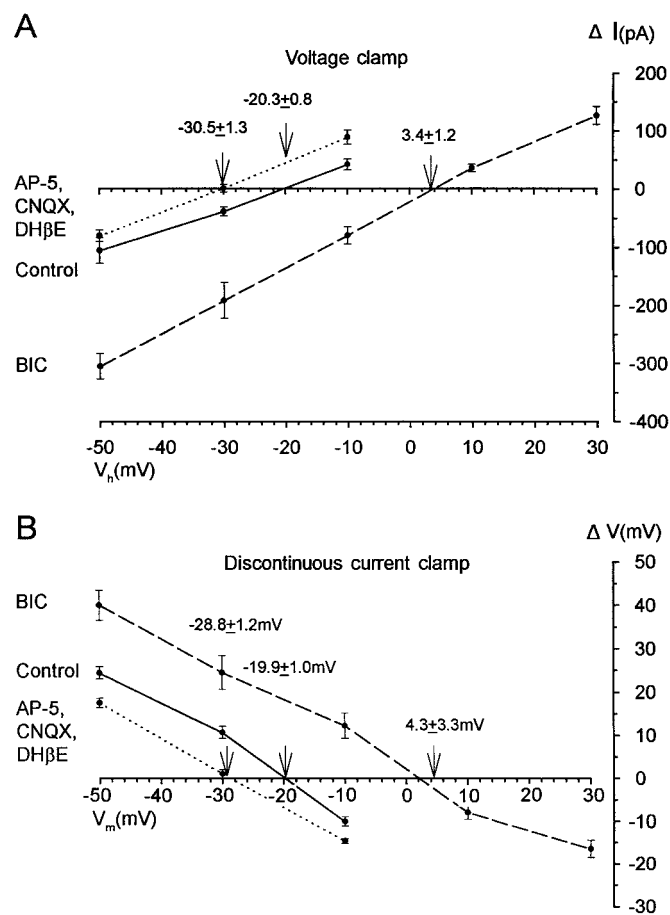 A
Δ I(pA)
Voltage clamp
200
-20.3±0.8
-30.5±1.3
3.4±1.2
100
AP-5,
CNQX,
DHβE
0
Control
-100
-200
BIC
-300
-400
-50 -40 -30 -20 -10 0 10 20 30
Vh(mV)
B
Δ V(mV)
Discontinuous current clamp
50
BIC
40
-28.8±1.2mV
30
Control
-19.9±1.0mV
20
AP-5,
CNQX,
DHβE
4.3±3.3mV
10
0
-50 -40 -30 -20 -10 0 10 20 30
Vm(mV)
-10
-20
-30